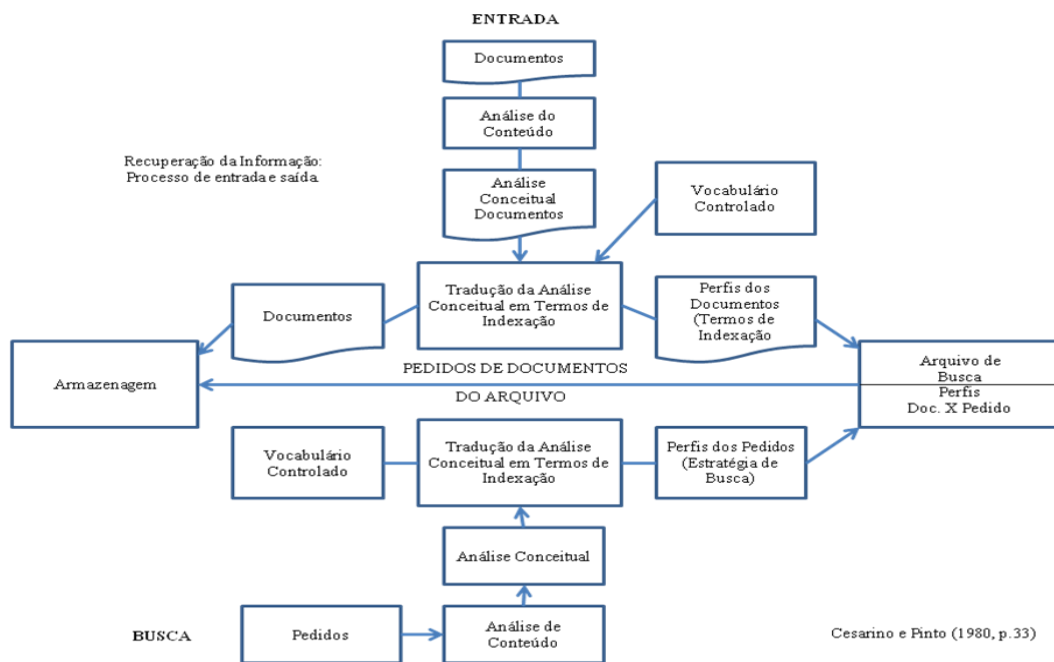 ENTRADA
Documentos
Análise do
Conteúdo
Recuperação da Informação:
Processo de entrada e saída.
Análise
Conceitual
Documentos
Vocabulário
Controlado
Documentos
Tradução da Análise
Conceitual em Termos de
Indexação
Perfis dos
Documentos
(Termos de
Indexação
Armazenagem
PEDIDOS DE DOCUMENTOS
DO ARQUIVO
Arquivo de
Busca
Perfis
Doc. X Pedido
Vocabulário
Controlado
Tradução da Análise
Conceitual em Termos de
Indexação
Perfis dos Pedidos
(Estratégia de
Busca)
Análise Conceitual
BUSCA
Pedidos
Análise de
Conteúdo
Cesarino e Pinto (1980, p.33)